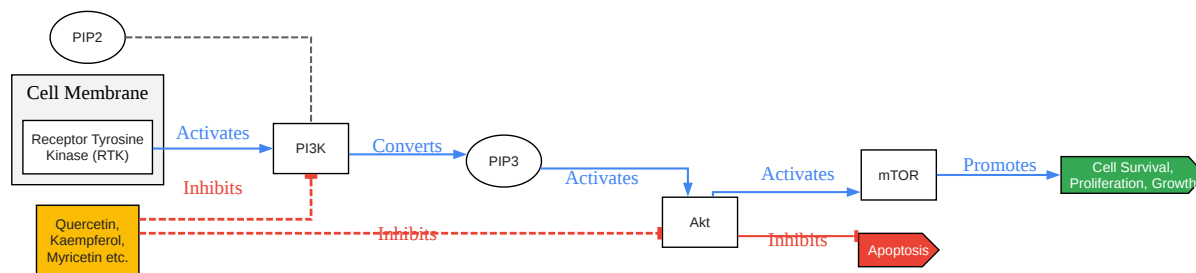 PIP2
Cell Membrane
Receptor Tyrosine
Kinase (RTK)
Activates
PI3K
Converts
PIP3
Activates
Akt
Activates
mTOR
Promotes
Cell Survival,
Proliferation, Growth
Inhibits
Quercetin,
Kaempferol,
Myricetin etc.
Inhibits
Inhibits
Apoptosis